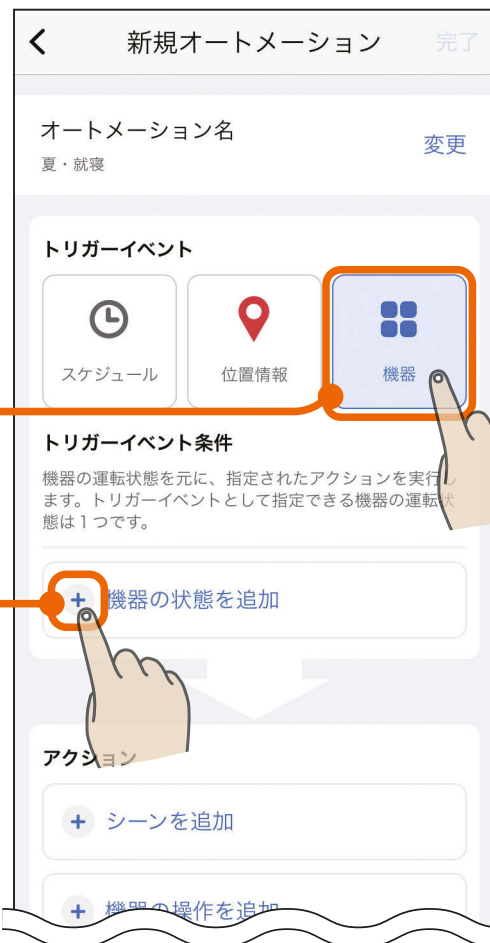 新規オートメーション
完了
オートメーション名
変更
夏・就寝
トリガーイベント
スケジュール
位置情報
機器
トリガーイベント条件
機器の運転状態を元に、指定されたアクションを実行し
ます。トリガーイベントとして指定できる機器の運転状
態は1つです。
+ 機器の状態を追加
アクション
+ シーンを追加
+ 機器の操作を追加